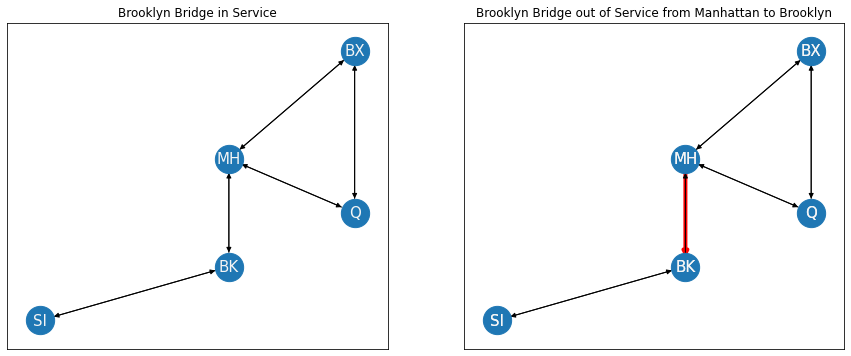 Brooklyn Bridge in Service
BX
MH
Q
BK
SI
Brooklyn Bridge out of Service from Manhattan to Brooklyn
BX
MH
Q
BK
SI